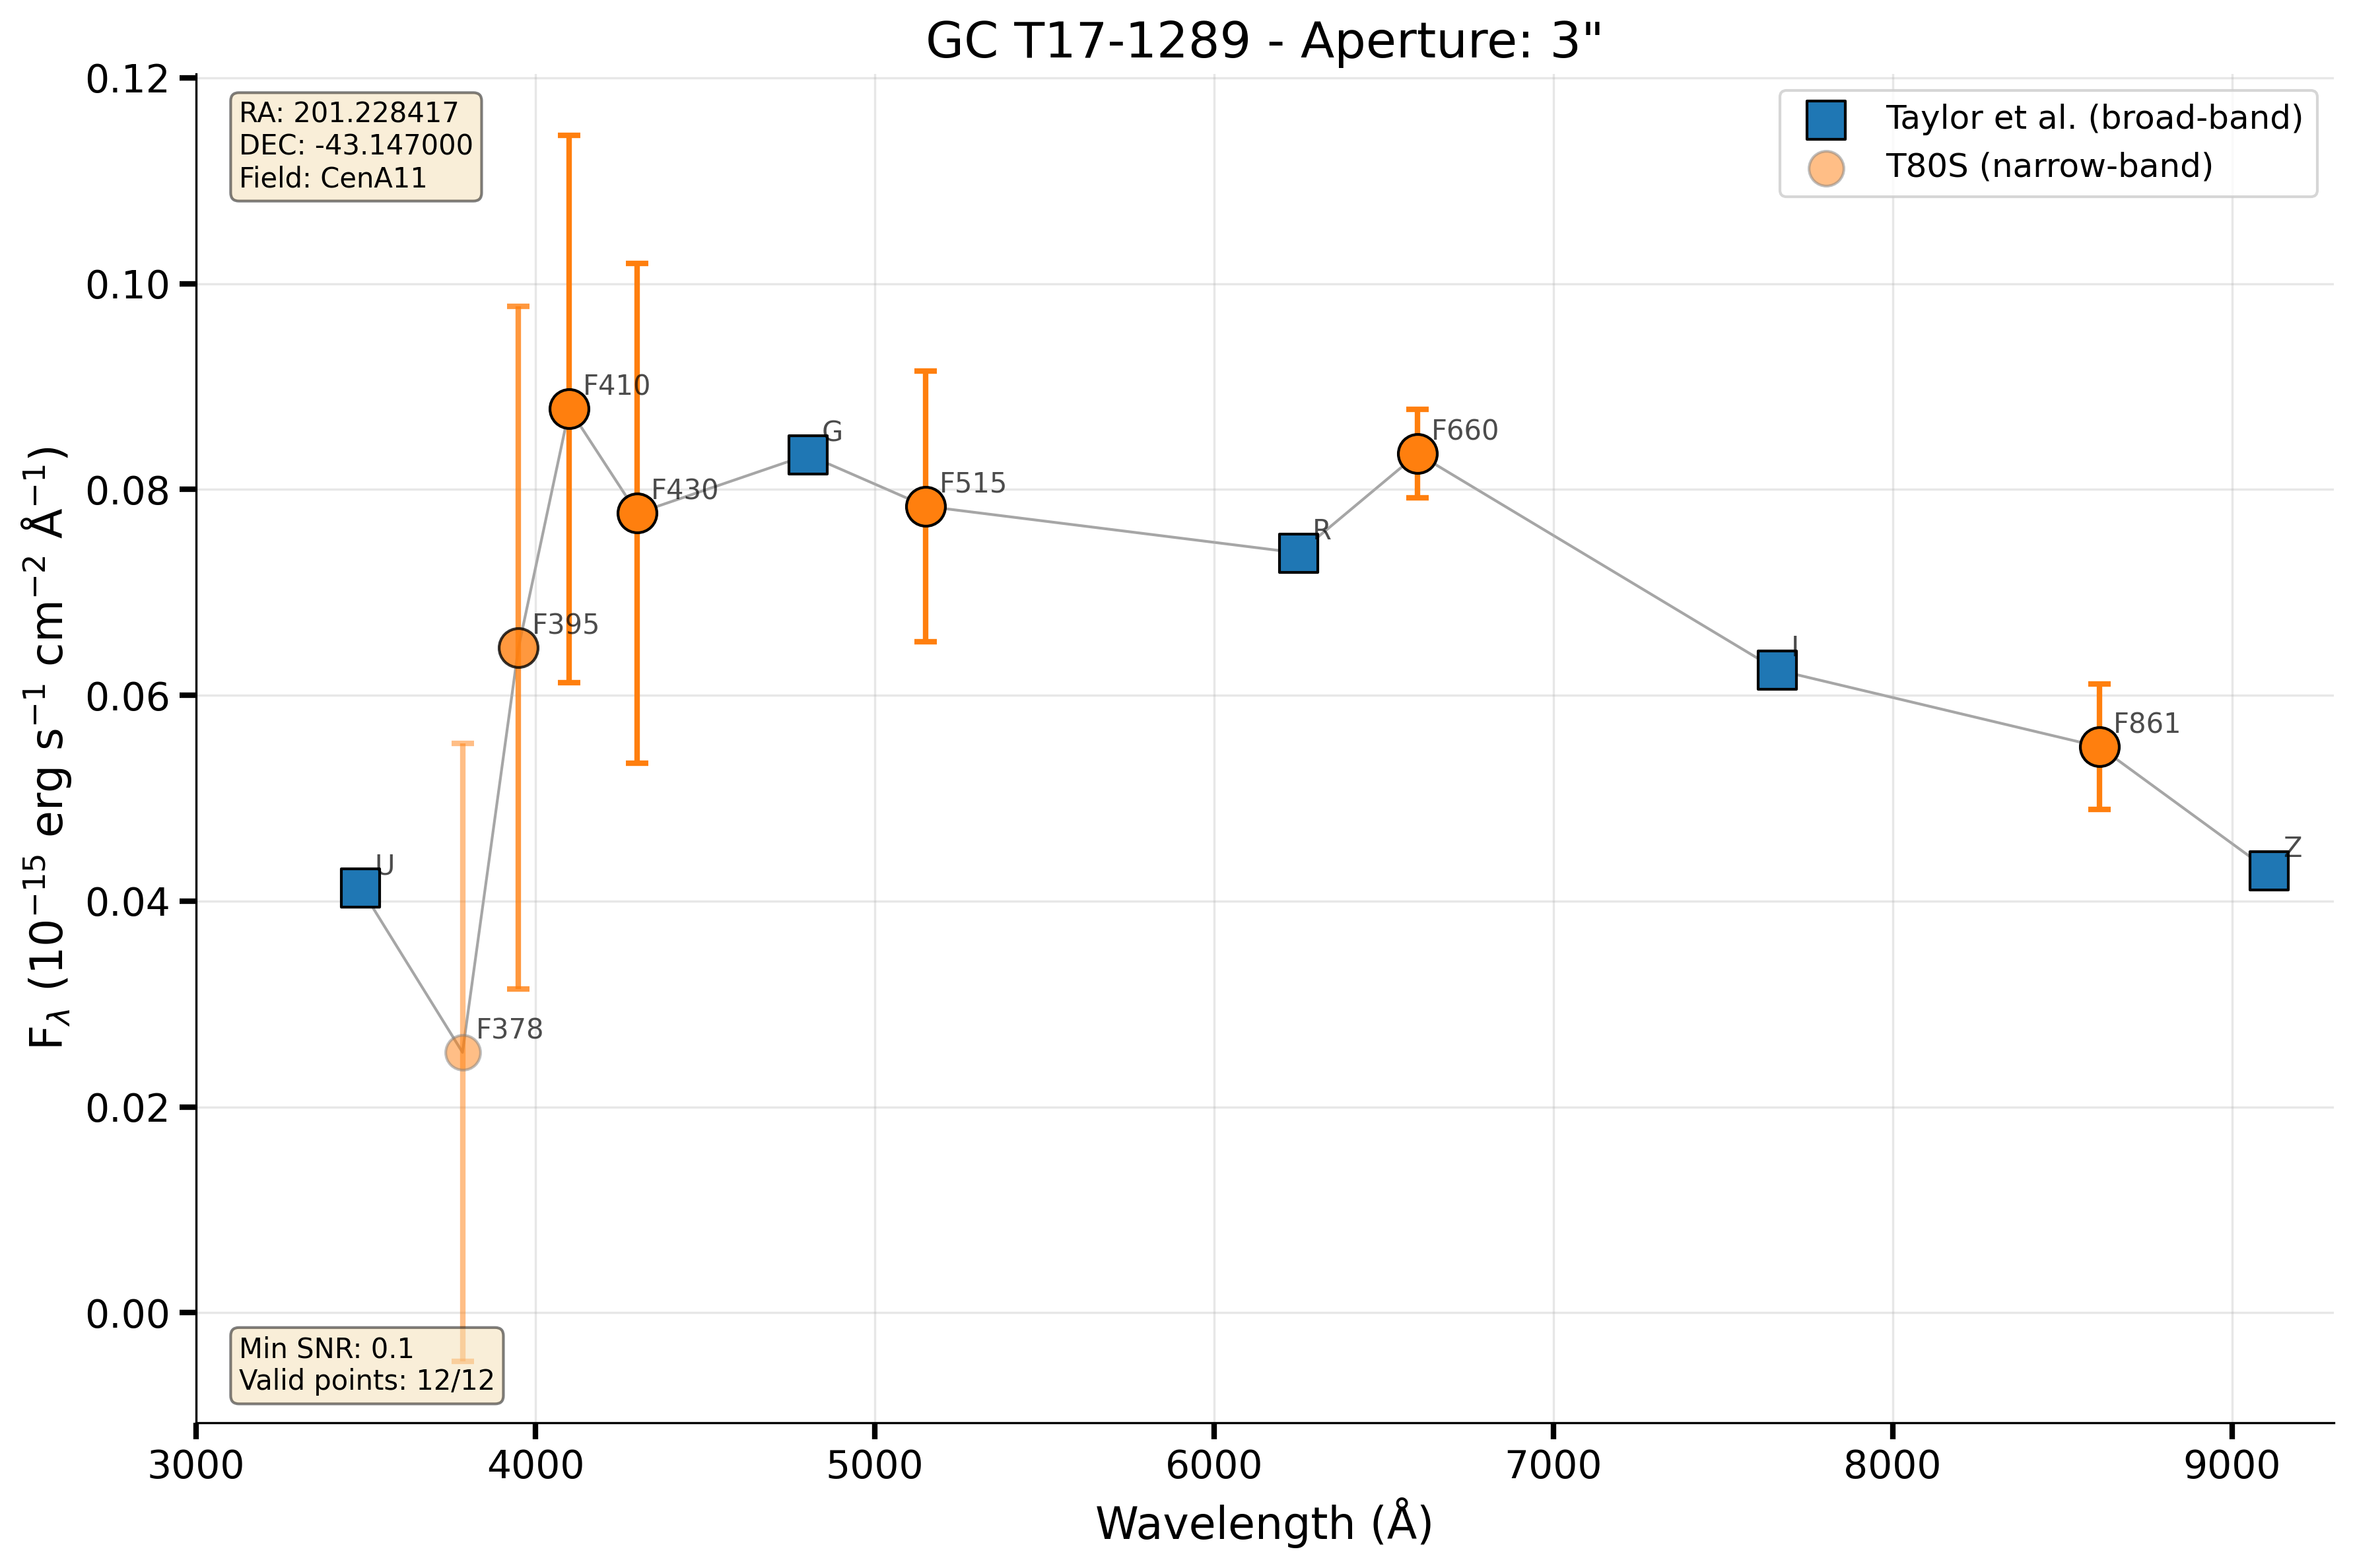 GC T17-1289 - Aperture: 3"
0.12
0.10
0.08
0.06
0.04
0.02
0.00
F$_λ$ (10$^{-15}$ erg s$^{-1}$ cm$^{-2}$ Å$^{-1}$)
RA: 201.228417
DEC: -43.147000
Field: CenA11
Taylor et al. (broad-band)
T80S (narrow-band)
U
F378
F395
F410
F430
G
F515
R
F660
I
F861
Z
Min SNR: 0.1
Valid points: 12/12
3000 4000 5000 6000 7000 8000 9000
Wavelength (Å)